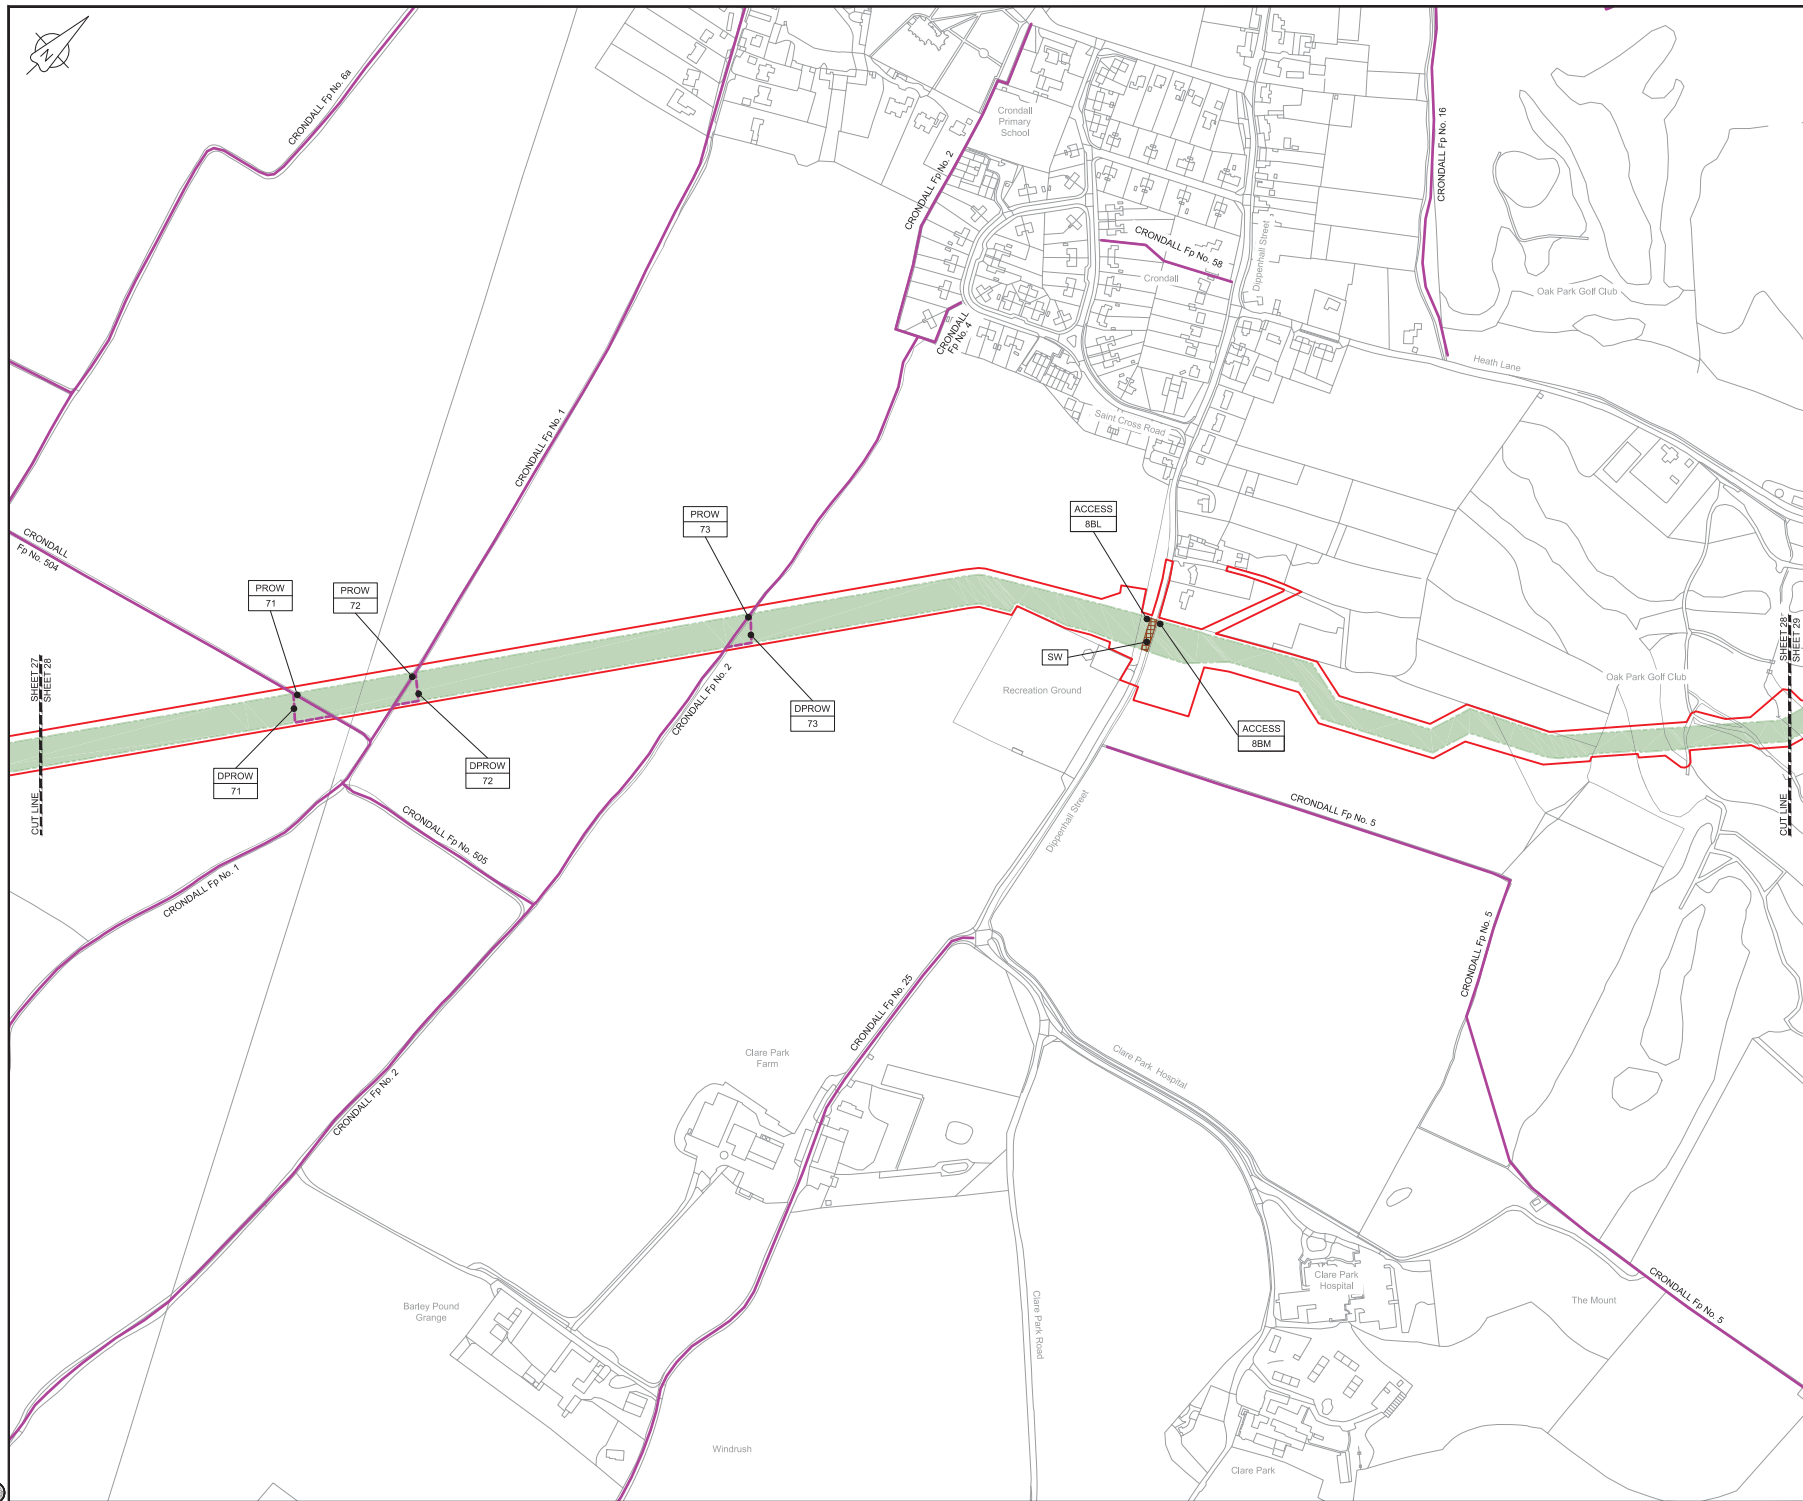 N
CRONDALL Fp No. 6a
CRONDALL Fp No. 1
CRONDALL
Fp No. 504
Crondall
Primary
School
CRONDALL Fp No. 2
CRONDALL Fp No. 58
Crondall
Dippenhall Street
CRONDALL Fp No. 16
Oak Park Golf Club
CRONDALL
Fp No. 4
Heath Lane
Saint Cross Road
PROW
71
PROW
72
PROW
73
ACCESS
8BL
SW
Recreation Ground
ACCESS
8BM
Oak Park Golf Club
SHEET 27
SHEET 28
CUT LINE
SHEET 28
SHEET 29
CUT LINE
DPROW
71
DPROW
72
DPROW
73
CRONDALL Fp No. 2
CRONDALL Fp No. 505
CRONDALL Fp No. 1
Dippenhall Street
CRONDALL Fp No. 5
CRONDALL Fp No. 5
CRONDALL Fp No. 25
Clare Park
Farm
Clare Park Hospital
CRONDALL Fp No. 2
Barley Pound
Grange
Clare Park Road
Clare Park
Hospital
The Mount
CRONDALL Fp No. 5
Windrush
Clare Park